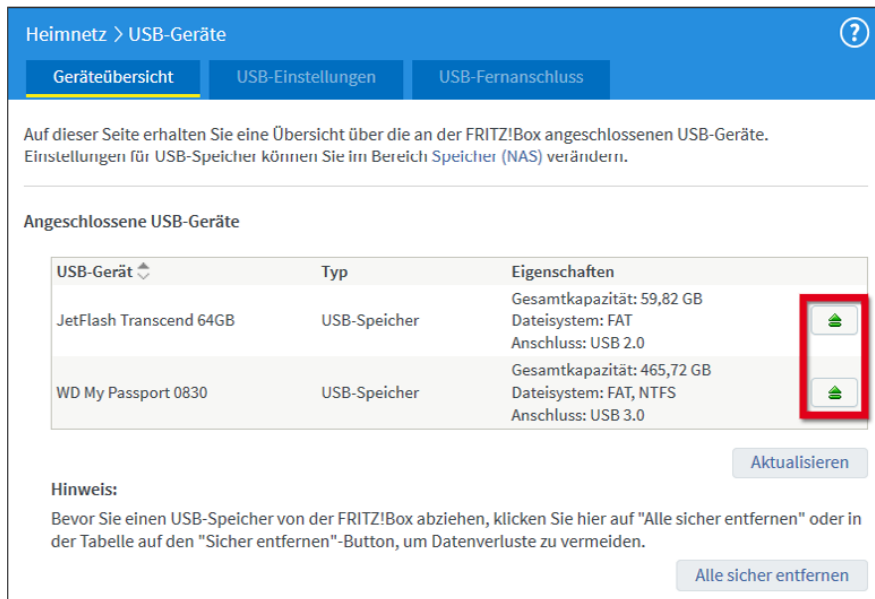 Heimnetz > USB-Geräte
?
Geräteübersicht USB-Einstellungen USB-Fernanschluss
Auf dieser Seite erhalten Sie eine Übersicht über die an der FRITZ!Box angeschlossenen USB-Geräte.
Einstellungen für USB-Speicher können Sie im Bereich Speicher (NAS) verändern.
Angeschlossene USB-Geräte
USB-Gerät Typ Eigenschaften
Gesamtkapazität: 59,82 GB
JetFlash Transcend 64GB USB-Speicher Dateisystem: FAT
Anschluss: USB 2.0
Gesamtkapazität: 465,72 GB
WD My Passport 0830 USB-Speicher Dateisystem: FAT, NTFS
Anschluss: USB 3.0
Aktualisieren
Hinweis:
Bevor Sie einen USB-Speicher von der FRITZ!Box abziehen, klicken Sie hier auf "Alle sicher entfernen" oder in
der Tabelle auf den "Sicher entfernen"-Button, um Datenverluste zu vermeiden.
Alle sicher entfernen